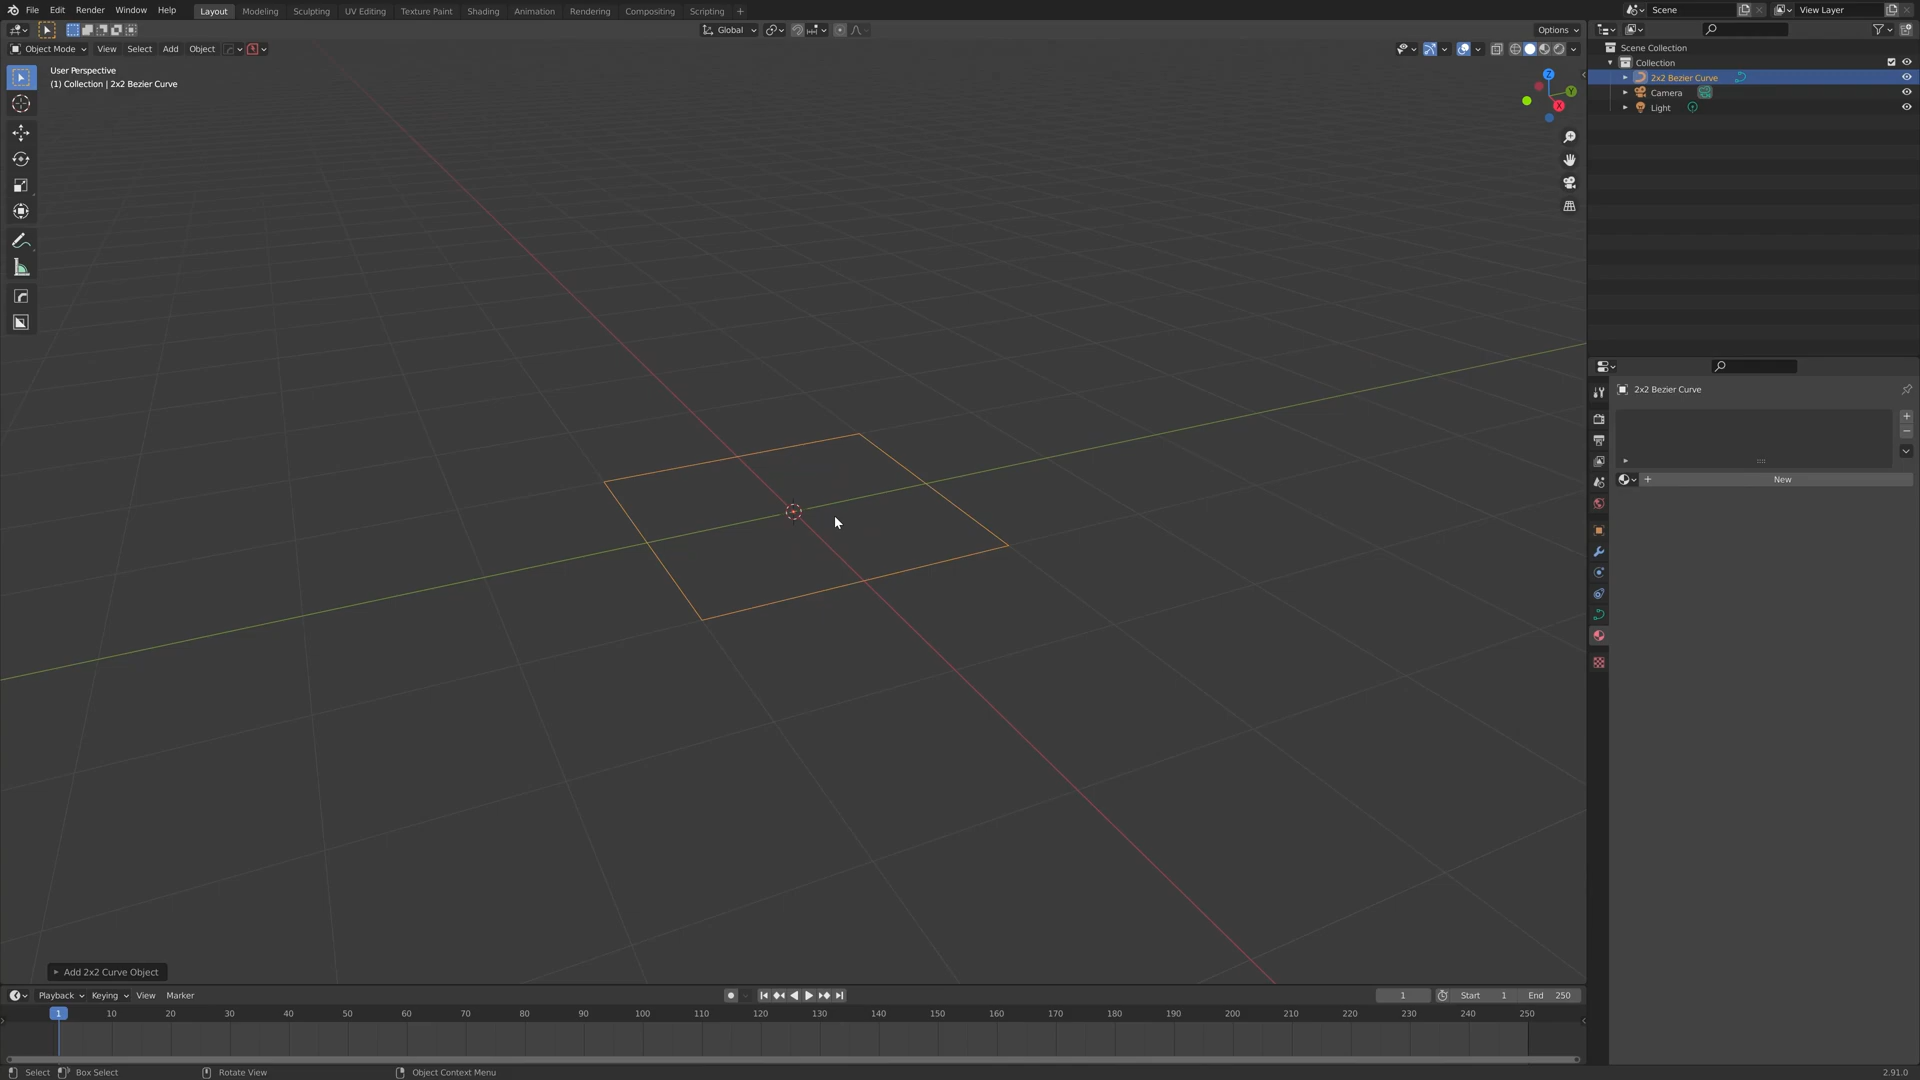 File Edit Render Window Help Layout Modeling Sculpting UV Editing Texture Paint Shading Animation Rendering Compositing Scripting + Scene View Layer
Global Options
Object Mode View Select Add Object
User Perspective
(1) Collection | 2x2 Bezier Curve
Z
Y
X
Scene Collection
Collection
2x2 Bezier Curve
Camera
Light
2x2 Bezier Curve
New
Add 2x2 Curve Object
Playback Keying View Marker 1 Start 1 End 250
1 10 20 30 40 50 60 70 80 90 100 110 120 130 140 150 160 170 180 190 200 210 220 230 240 250
Select Box Select Rotate View Object Context Menu 2.91.0